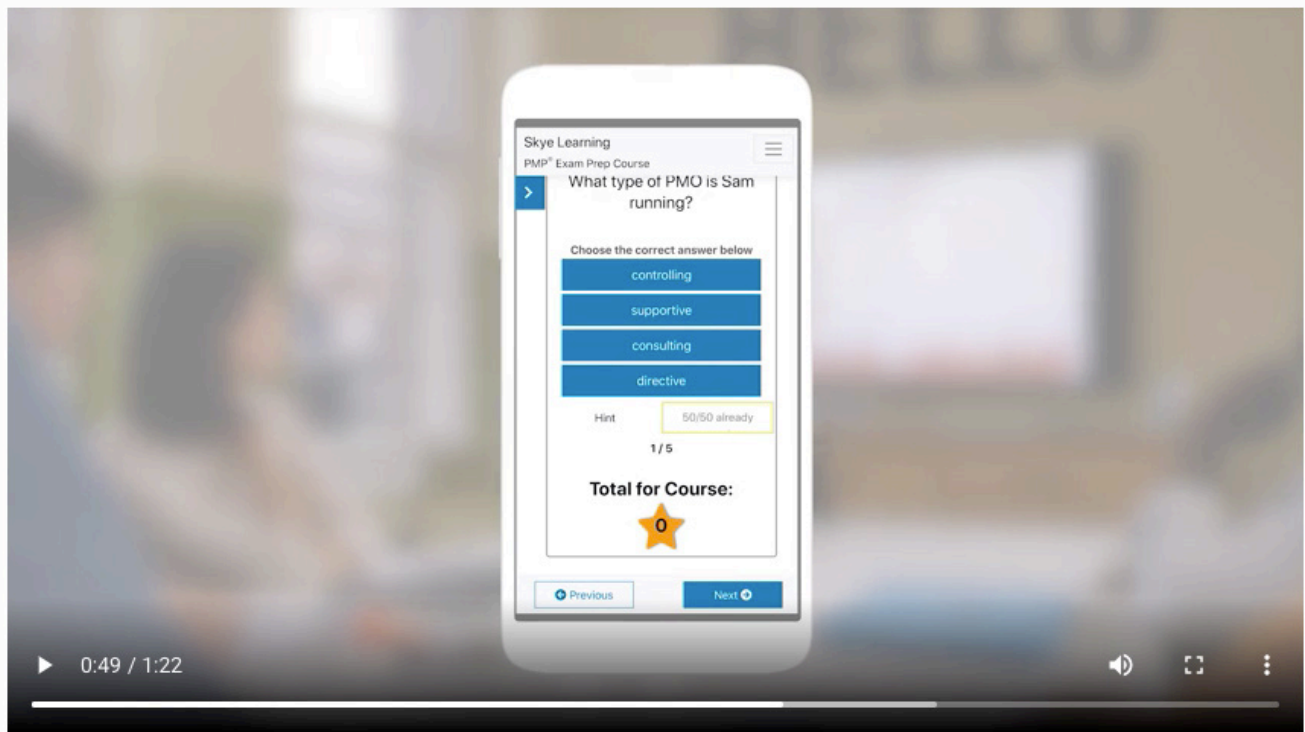 HELLO
Skye Learning
PMP® Exam Prep Course
What type of PMO is Sam
running?
Choose the correct answer below
controlling
supportive
consulting
directive
Hint
50/50 already
1 / 5
Total for Course:
0
Previous
Next
0:49 / 1:22